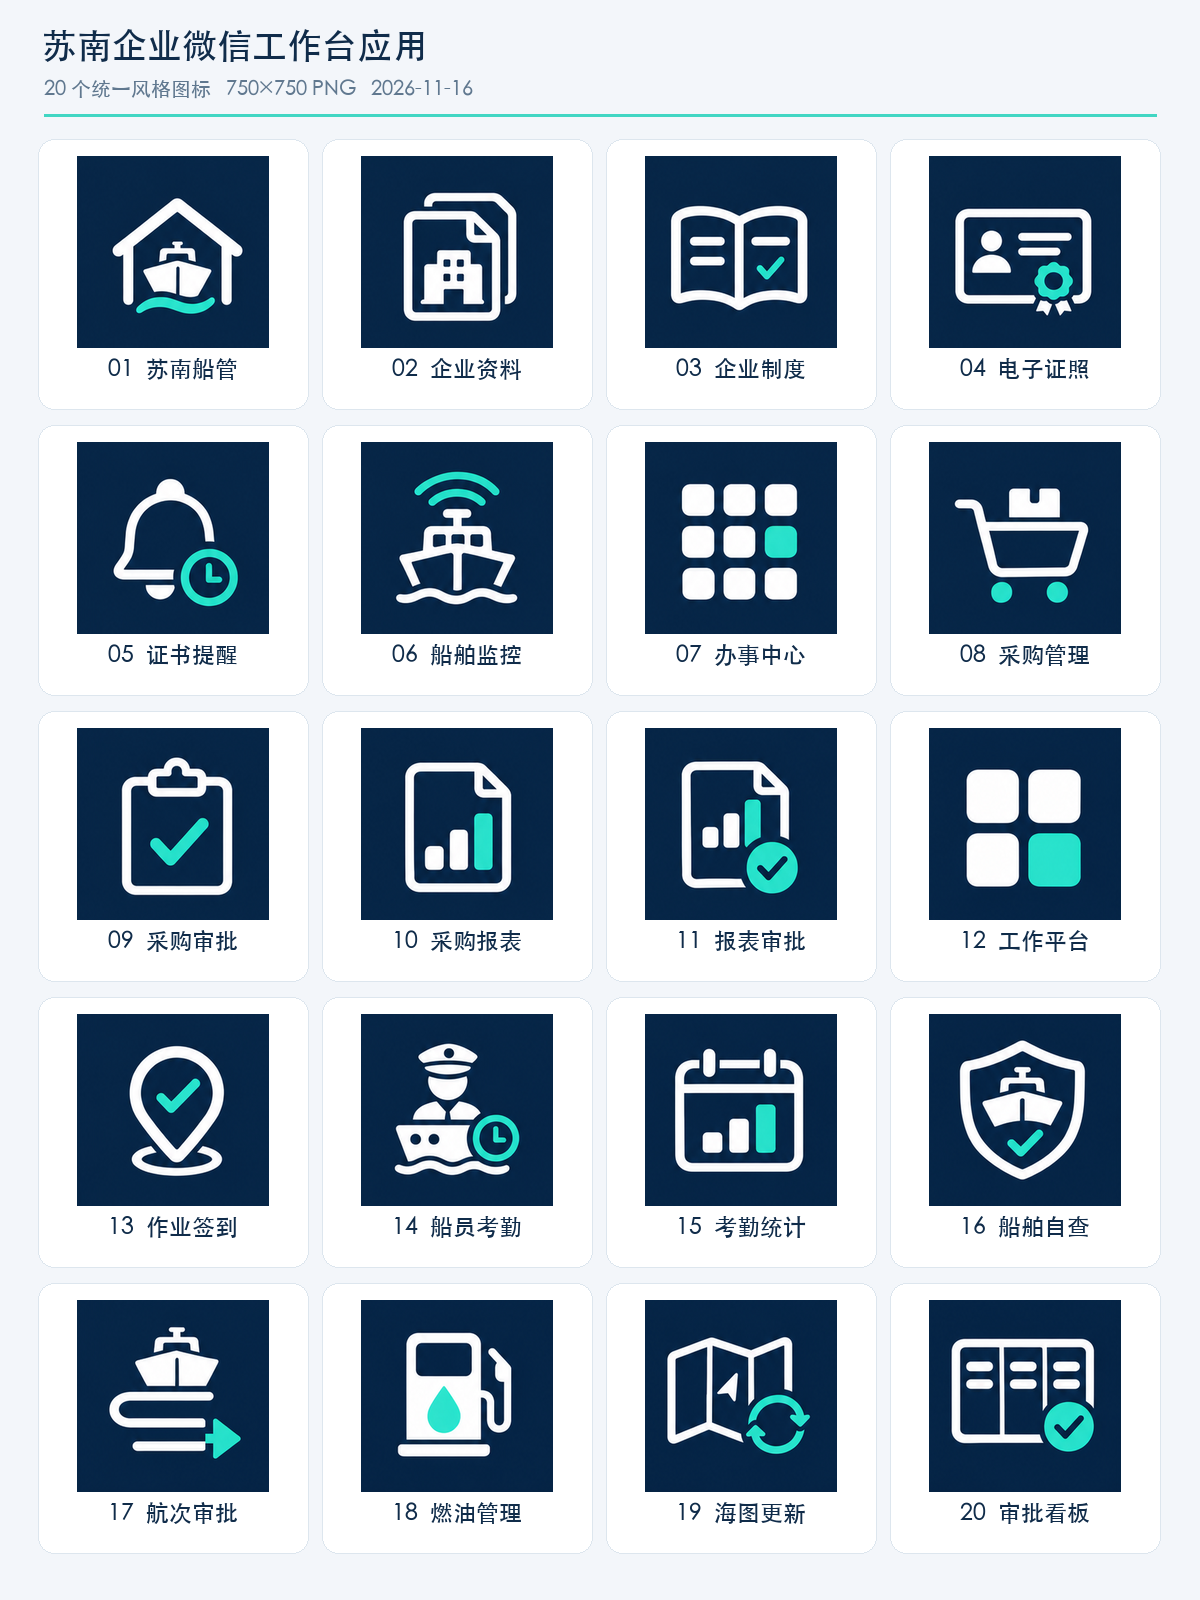 苏南企业微信工作台应用
20 个统一风格图标 750×750 PNG 2026-11-16
01 苏南船管
02 企业资料
03 企业制度
04 电子证照
05 证书提醒
06 船舶监控
07 办事中心
08 采购管理
09 采购审批
10 采购报表
11 报表审批
12 工作平台
13 作业签到
14 船员考勤
15 考勤统计
16 船舶自查
17 航次审批
18 燃油管理
19 海图更新
20 审批看板